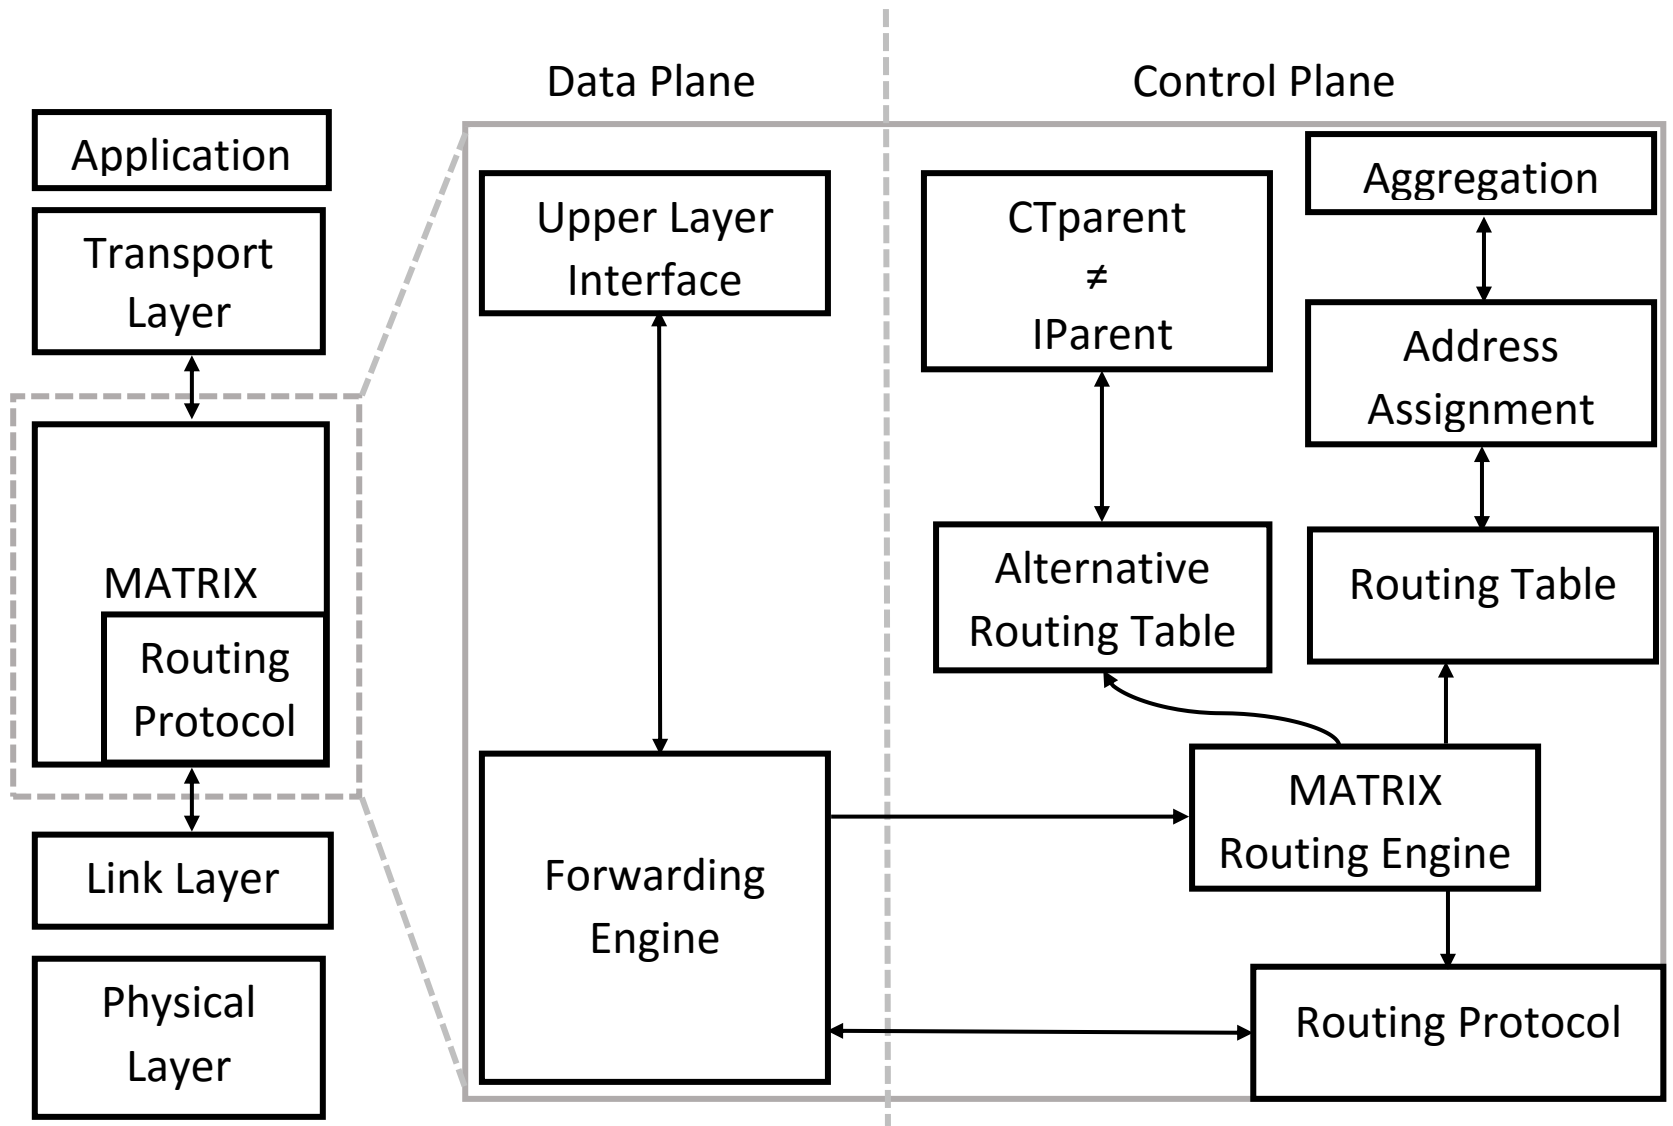 Application
Transport
Layer
MATRIX
Routing
Protocol
Link Layer
Physical
Layer
Data Plane
Control Plane
Upper Layer
Interface
Forwarding
Engine
CTparent
≠
IParent
Aggregation
Address
Assignment
Alternative
Routing Table
Routing Table
MATRIX
Routing Engine
Routing Protocol